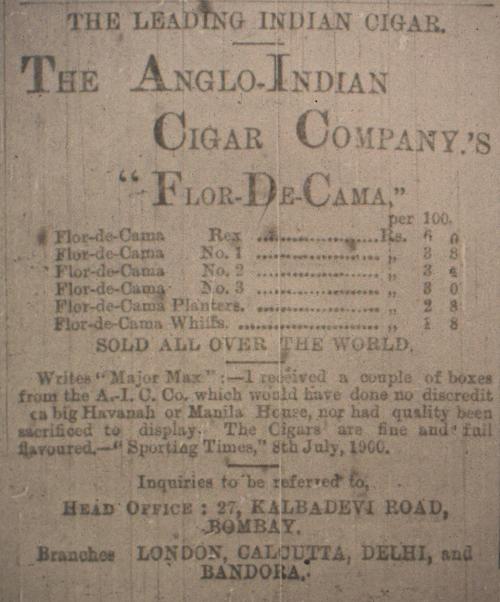 THE LEADING INDIAN CIGAR.
THE ANGLO-INDIAN
CIGAR COMPANY.'S
"FLOR-DE-CAMA,"
per 100.
Flor-de-Cama Rex ........................ Rs. 6 0
Flor-de-Cama No. 1 ........................ „ 3 8
Flor-de-Cama No. 2 ........................ „ 3
Flor-de-Cama No. 3 ........................ „ 3 0
Flor-de-Cama Planters. ........................ „ 2 8
Flor-de-Cama Whiffs. ........................ „ 1 8
SOLD ALL OVER THE WORLD.
Writes "Major Max" :—I received a couple of boxes
from the A.-I. C. Co. which would have done no discredit
a big Havanah or Manila House, nor had quality been
sacrificed to display. The Cigars are fine and full
flavoured.—"Sporting Times," 8th July, 1900.
Inquiries to be referred to,
HEAD OFFICE : 27, KALBADEVI ROAD,
BOMBAY.
Branches LONDON, CALCUTTA, DELHI, and
BANDORA.